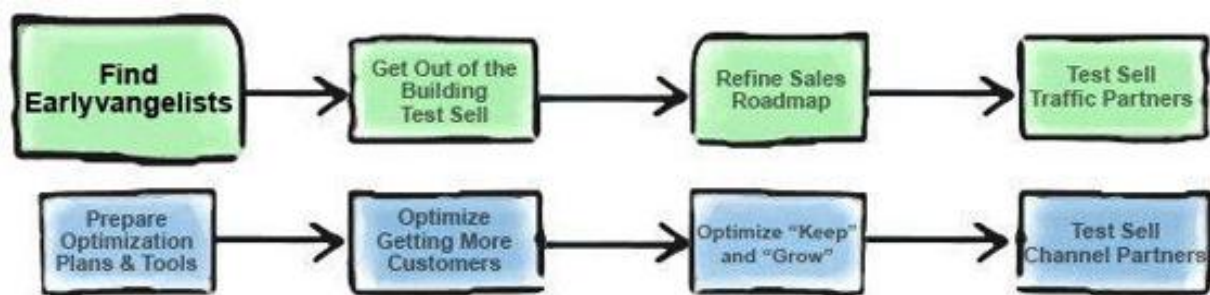 Find
Earlyvangelists
Get Out of the
Building
Test Sell
Refine Sales
Roadmap
Test Sell
Traffic Partners
Prepare
Optimization
Plans & Tools
Optimize
Getting More
Customers
Optimize “Keep”
and “Grow”
Test Sell
Channel Partners